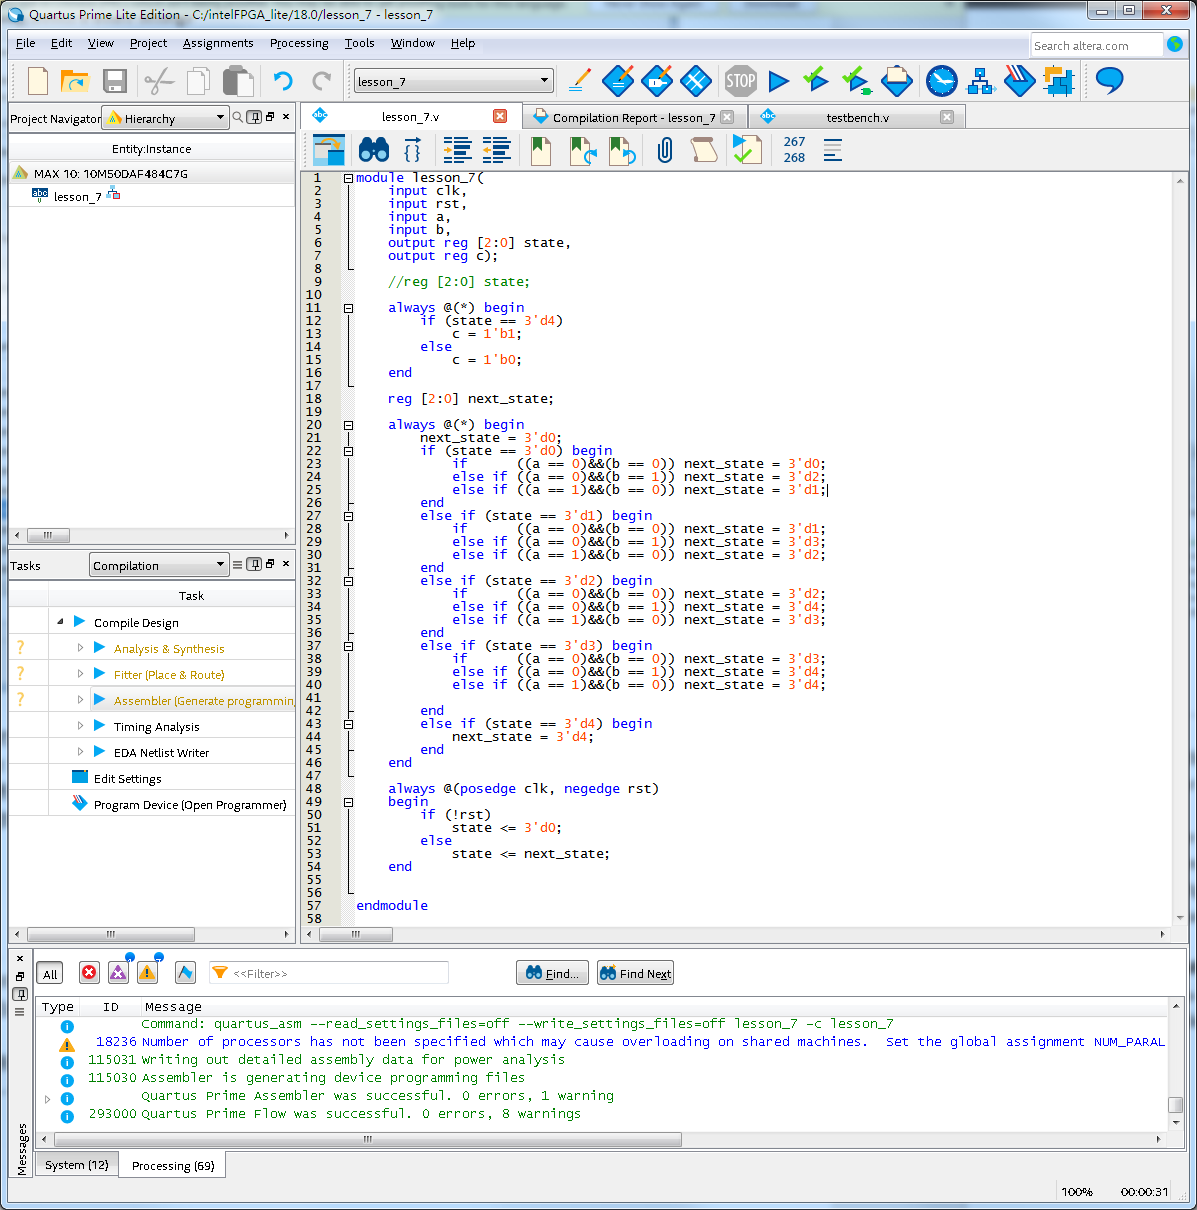 Quartus Prime Lite Edition - C:/intelFPGA_lite/18.0/lesson_7 - lesson_7
File Edit View Project Assignments Processing Tools Window Help
Search altera.com
lesson_7
STOP
Project Navigator Hierarchy
Entity:Instance
MAX 10: 10M50DAF484C7G
abc lesson_7
Tasks Compilation
Task
Compile Design
? Analysis & Synthesis
? Fitter (Place & Route)
? Assembler (Generate programmin
Timing Analysis
EDA Netlist Writer
Edit Settings
Program Device (Open Programmer)
abc lesson_7.v
Compilation Report - lesson_7
abc testbench.v
267
268
1 module lesson_7(
2 input clk,
3 input rst,
4 input a,
5 input b,
6 output reg [2:0] state,
7 output reg c);
8
9 //reg [2:0] state;
10
11 always @(*) begin
12 if (state == 3'd4)
13 c = 1'b1;
14 else
15 c = 1'b0;
16 end
17
18 reg [2:0] next_state;
19
20 always @(*) begin
21 next_state = 3'd0;
22 if (state == 3'd0) begin
23 if ((a == 0)&&(b == 0)) next_state = 3'd0;
24 else if ((a == 0)&&(b == 1)) next_state = 3'd2;
25 else if ((a == 1)&&(b == 0)) next_state = 3'd1;
26 end
27 else if (state == 3'd1) begin
28 if ((a == 0)&&(b == 0)) next_state = 3'd1;
29 else if ((a == 0)&&(b == 1)) next_state = 3'd3;
30 else if ((a == 1)&&(b == 0)) next_state = 3'd2;
31 end
32 else if (state == 3'd2) begin
33 if ((a == 0)&&(b == 0)) next_state = 3'd2;
34 else if ((a == 0)&&(b == 1)) next_state = 3'd4;
35 else if ((a == 1)&&(b == 0)) next_state = 3'd3;
36 end
37 else if (state == 3'd3) begin
38 if ((a == 0)&&(b == 0)) next_state = 3'd3;
39 else if ((a == 0)&&(b == 1)) next_state = 3'd4;
40 else if ((a == 1)&&(b == 0)) next_state = 3'd4;
41
42 end
43 else if (state == 3'd4) begin
44 next_state = 3'd4;
45 end
46 end
47
48 always @(posedge clk, negedge rst)
49 begin
50 if (!rst)
51 state <= 3'd0;
52 else
53 state <= next_state;
54 end
55
56
57 endmodule
58
All <<Filter>> Find... Find Next
Type ID Message
Command: quartus_asm --read_settings_files=off --write_settings_files=off lesson_7 -c lesson_7
18236 Number of processors has not been specified which may cause overloading on shared machines. Set the global assignment NUM_PARAL
115031 Writing out detailed assembly data for power analysis
115030 Assembler is generating device programming files
Quartus Prime Assembler was successful. 0 errors, 1 warning
293000 Quartus Prime Flow was successful. 0 errors, 8 warnings
Messages
System (12) Processing (69)
100% 00:00:31